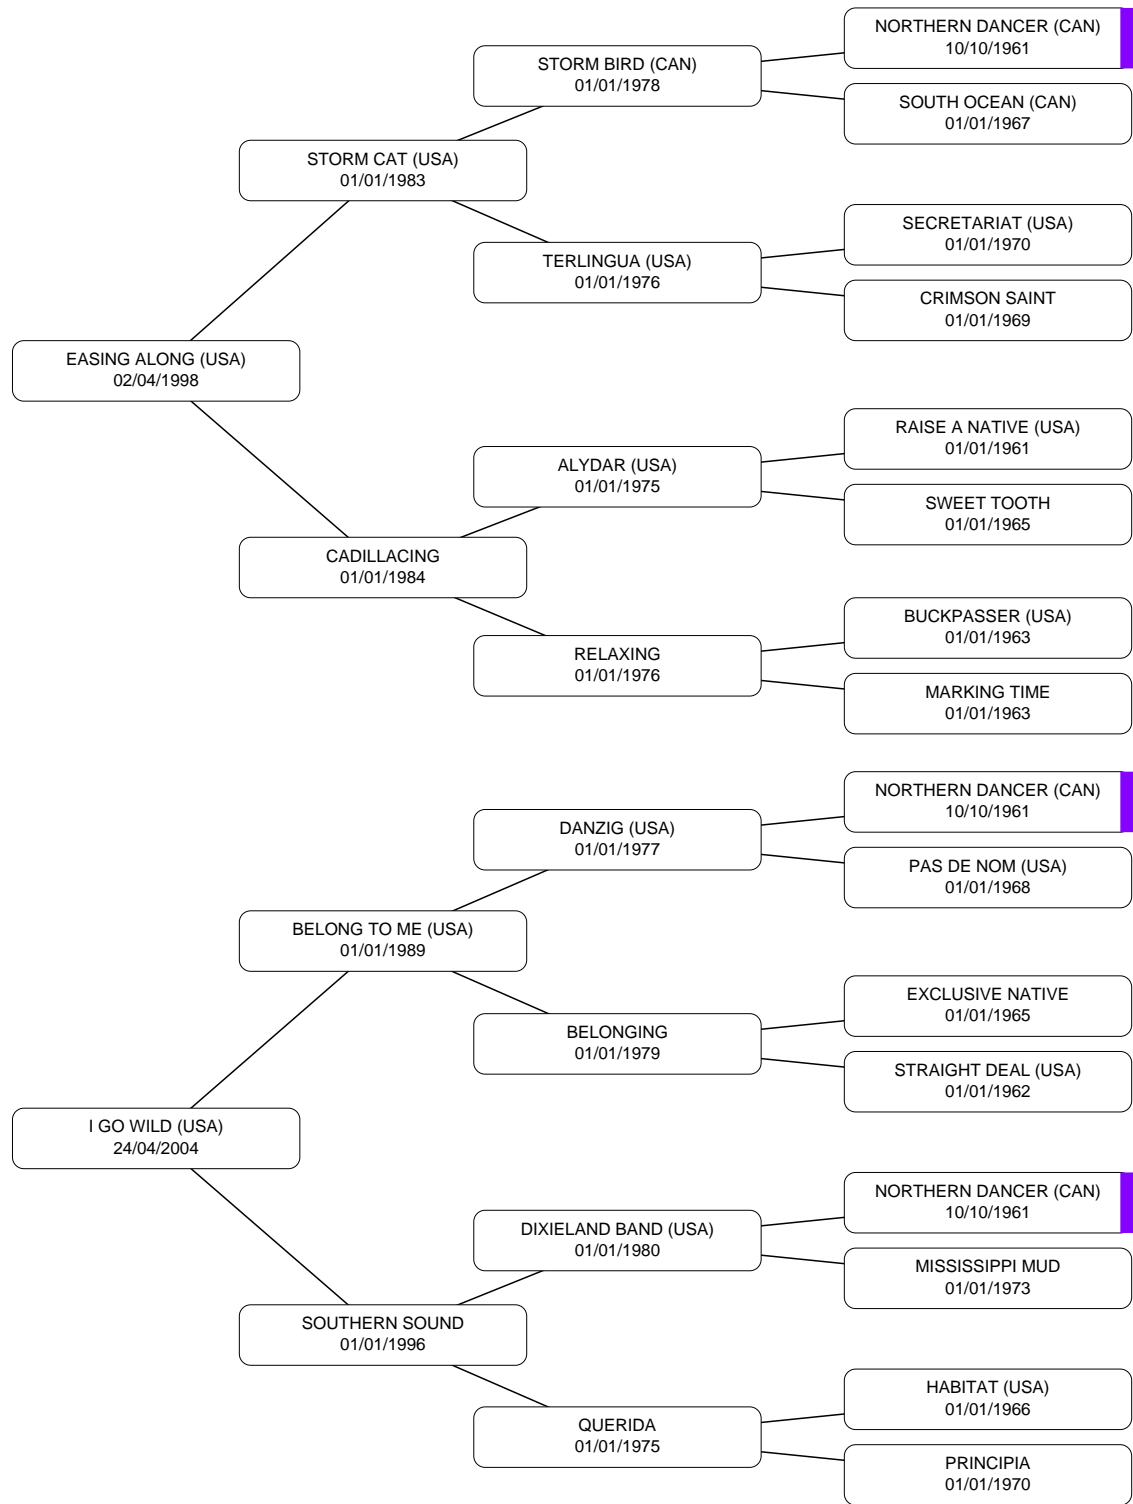 NORTHERN DANCER (CAN)
10/10/1961
STORM BIRD (CAN)
01/01/1978
SOUTH OCEAN (CAN)
01/01/1967
STORM CAT (USA)
01/01/1983
SECRETARIAT (USA)
01/01/1970
TERLINGUA (USA)
01/01/1976
CRIMSON SAINT
01/01/1969
EASING ALONG (USA)
02/04/1998
RAISE A NATIVE (USA)
01/01/1961
ALYDAR (USA)
01/01/1975
SWEET TOOTH
01/01/1965
CADILLACING
01/01/1984
BUCKPASSER (USA)
01/01/1963
RELAXING
01/01/1976
MARKING TIME
01/01/1963
NORTHERN DANCER (CAN)
10/10/1961
DANZIG (USA)
01/01/1977
PAS DE NOM (USA)
01/01/1968
BELONG TO ME (USA)
01/01/1989
EXCLUSIVE NATIVE
01/01/1965
BELONGING
01/01/1979
STRAIGHT DEAL (USA)
01/01/1962
I GO WILD (USA)
24/04/2004
NORTHERN DANCER (CAN)
10/10/1961
DIXIELAND BAND (USA)
01/01/1980
MISSISSIPPI MUD
01/01/1973
SOUTHERN SOUND
01/01/1996
HABITAT (USA)
01/01/1966
QUERIDA
01/01/1975
PRINCIPIA
01/01/1970